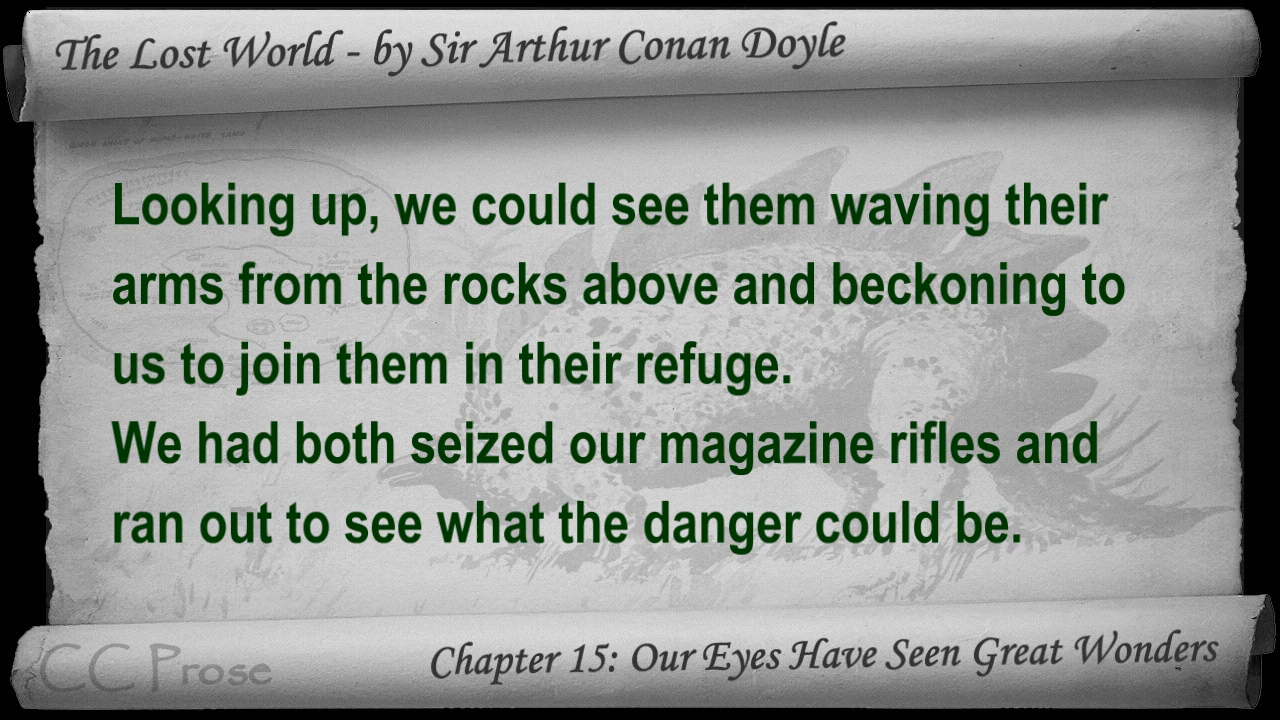 The Lost World - by Sir Arthur Conan Doyle
Looking up, we could see them waving their
arms from the rocks above and beckoning to
us to join them in their refuge.
We had both seized our magazine rifles and
ran out to see what the danger could be.
CC Prose
Chapter 15: Our Eyes Have Seen Great Wonders